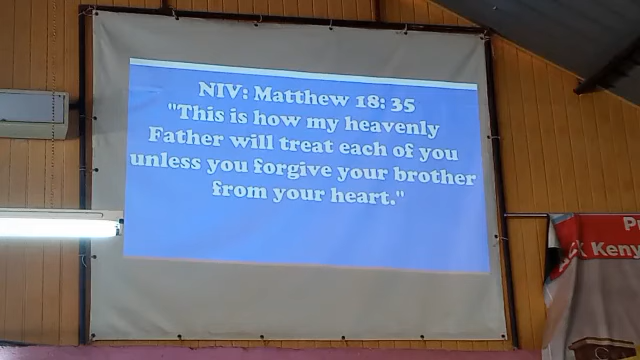 NIV: Matthew 18: 35
"This is how my heavenly
Father will treat each of you
unless you forgive your brother
from your heart."